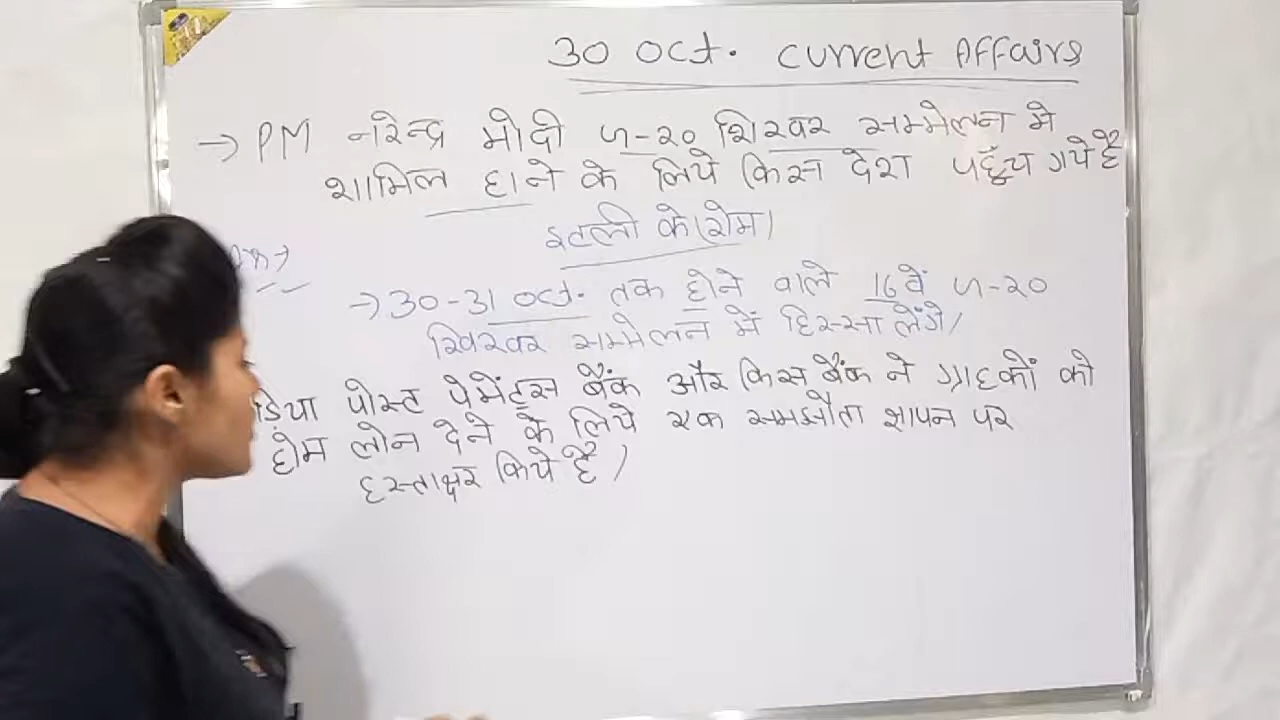 30 Oct. Current Affairs
→ PM नरेन्द्र मोदी G-20 शिखर सम्मेलन मे
शामिल होने के लिये किस देश पहुँच गये है
इटली के (रोम)
Ans →
→ 30-31 Oct. तक होने वाले 16वें G-20
शिखर सम्मेलन में हिस्सा लेंगे/
डिया पोस्ट पेमेंट्स बैंक और किस बैंक ने ग्राहकों को
होम लोन देने के लिये एक समझौता ज्ञापन पर
हस्ताक्षर किये है /